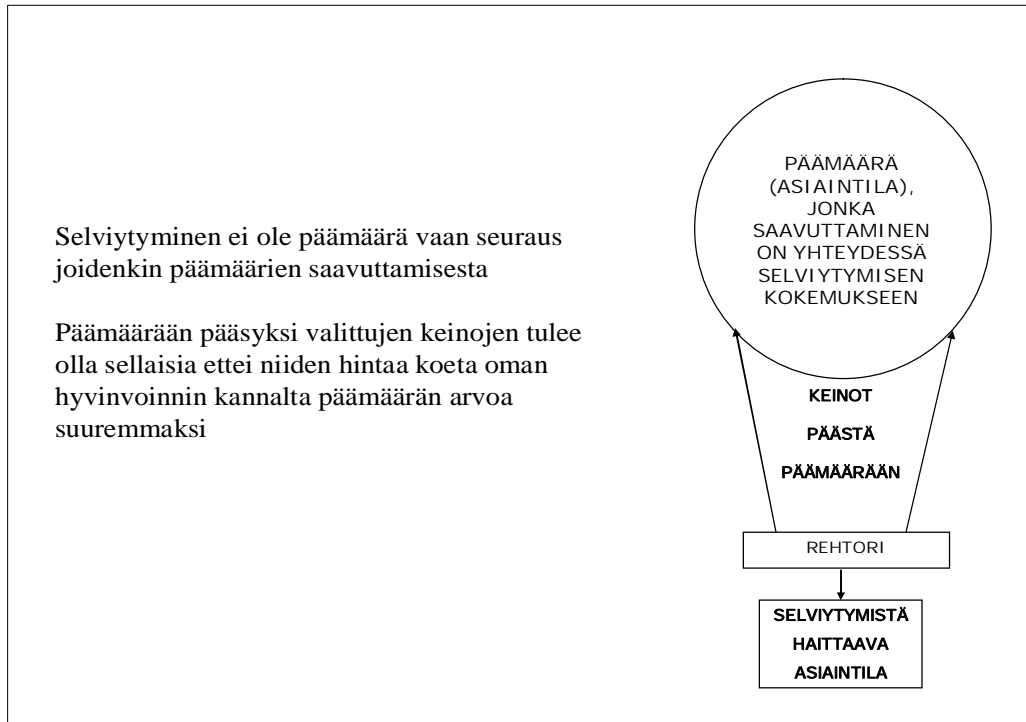 Selviytyminen ei ole päämäärä vaan seuraus
joidenkin päämäärien saavuttamisesta
Päämäärään pääsyksi valittujen keinojen tulee
olla sellaisia ettei niiden hintaa koeta oman
hyvinvoinnin kannalta päämäärän arvoa
suuremmaksi
PÄÄMÄÄRÄ
(ASIAINTILA),
JONKA
SAAVUTTAMINEN
ON YHTEYDESSÄ
SELVIYTYMISEN
KOKEMUKSEEN
KEINOT
PÄÄSTÄ
PÄÄMÄÄRÄÄN
REHTORI
SELVIYTYMISTÄ
HAITTAAVA
ASIAINTILA